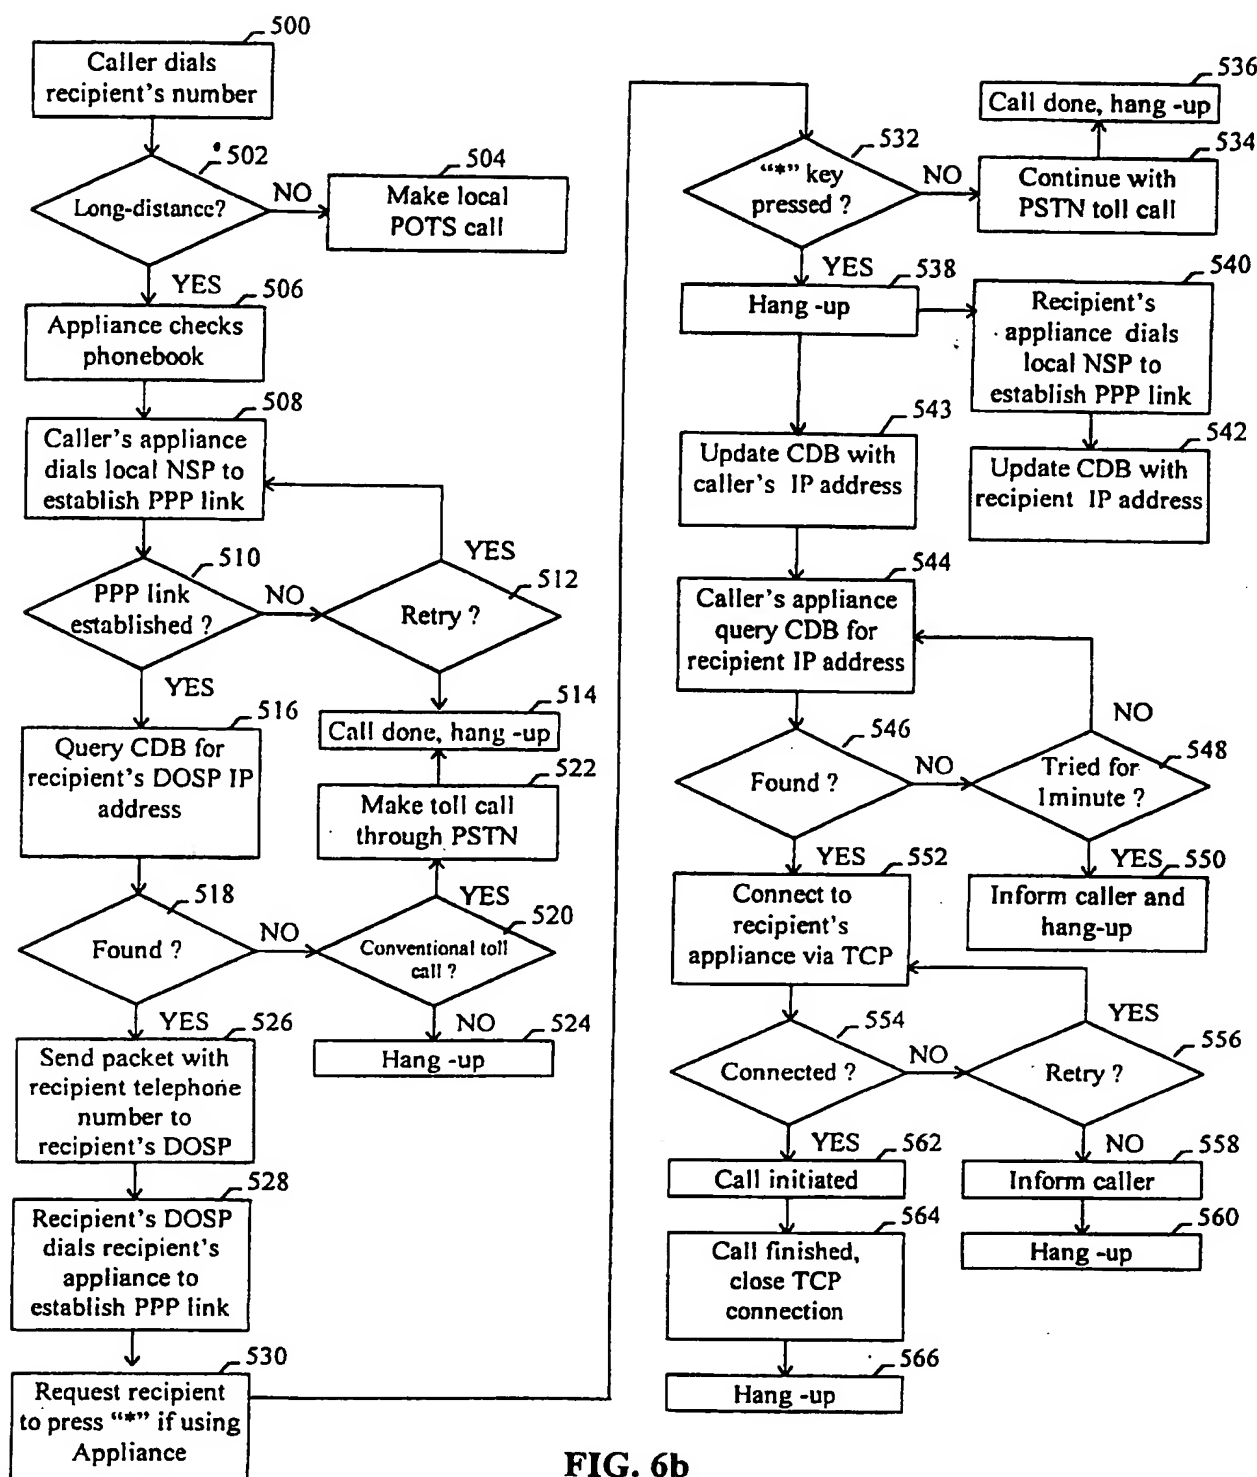 500
Caller dials
recipient's number
502
Long-distance?
NO
504
Make local
POTS call
YES
506
Appliance checks
phonebook
508
Caller's appliance
dials local NSP to
establish PPP link
510
PPP link
established ?
NO
YES
512
Retry ?
YES
514
Call done, hang -up
516
Query CDB for
recipient's DOSP IP
address
522
Make toll call
through PSTN
518
Found ?
NO
YES
520
Conventional toll
call ?
YES
NO
524
Hang -up
526
Send packet with
recipient telephone
number to
recipient's DOSP
528
Recipient's DOSP
dials recipient's
appliance to
establish PPP link
530
Request recipient
to press “*” if using
Appliance
532
“*” key
pressed ?
NO
534
Continue with
PSTN toll call
536
Call done, hang -up
YES
538
Hang -up
540
Recipient's
appliance dials
local NSP to
establish PPP link
542
Update CDB with
recipient IP address
543
Update CDB with
caller's IP address
544
Caller's appliance
query CDB for
recipient IP address
546
Found ?
NO
548
Tried for
1minute ?
NO
YES
550
Inform caller and
hang-up
YES
552
Connect to
recipient's
appliance via TCP
554
Connected ?
NO
556
Retry ?
YES
NO
558
Inform caller
560
Hang -up
YES
562
Call initiated
564
Call finished,
close TCP
connection
566
Hang -up
FIG. 6b